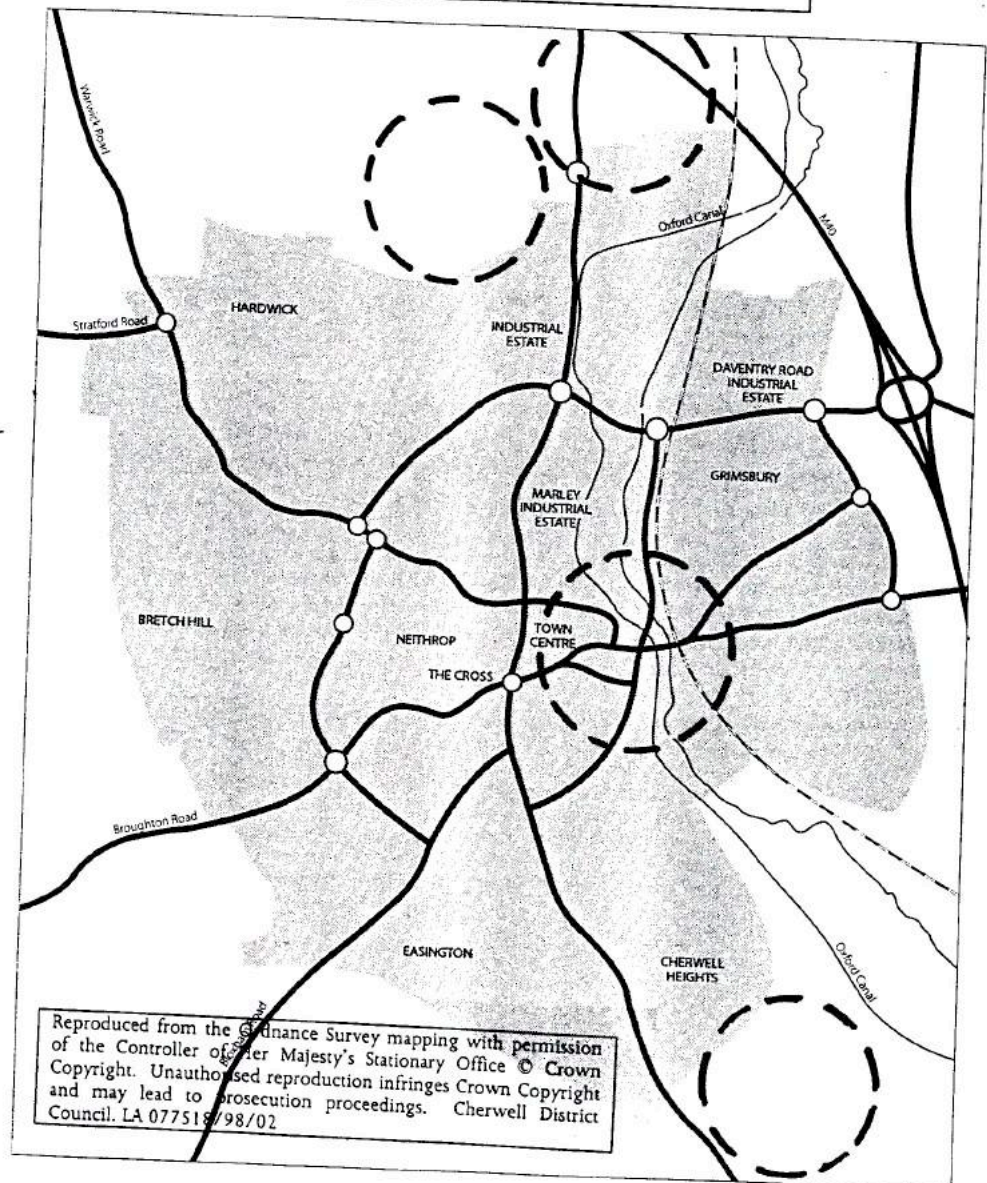 Warwick Road
M40
Oxford Canal
HARDWICK
Stratford Road
INDUSTRIAL
ESTATE
DAVENTRY ROAD
INDUSTRIAL
ESTATE
GRIMSBURY
MARLEY
INDUSTRIAL
ESTATE
BRETCH HILL
NEITHROP
TOWN
CENTRE
THE CROSS
Broughton Road
EASINGTON
CHERWELL
HEIGHTS
Oxford Canal
Road
Reproduced from the Ordnance Survey mapping with permission
of the Controller of Her Majesty's Stationary Office © Crown
Copyright. Unauthorised reproduction infringes Crown Copyright
and may lead to prosecution proceedings. Cherwell District
Council. LA 077518/98/02